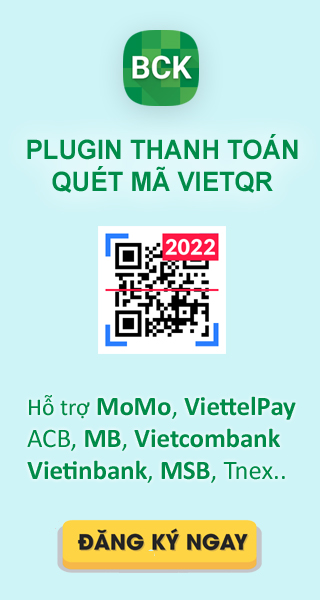 BCK
PLUGIN THANH TOÁN
QUÉT MÃ VIETQR
2022
Hỗ trợ MoMo, ViettelPay
ACB, MB, Vietcombank
Vietinbank, MSB, Tnex..
ĐĂNG KÝ NGAY